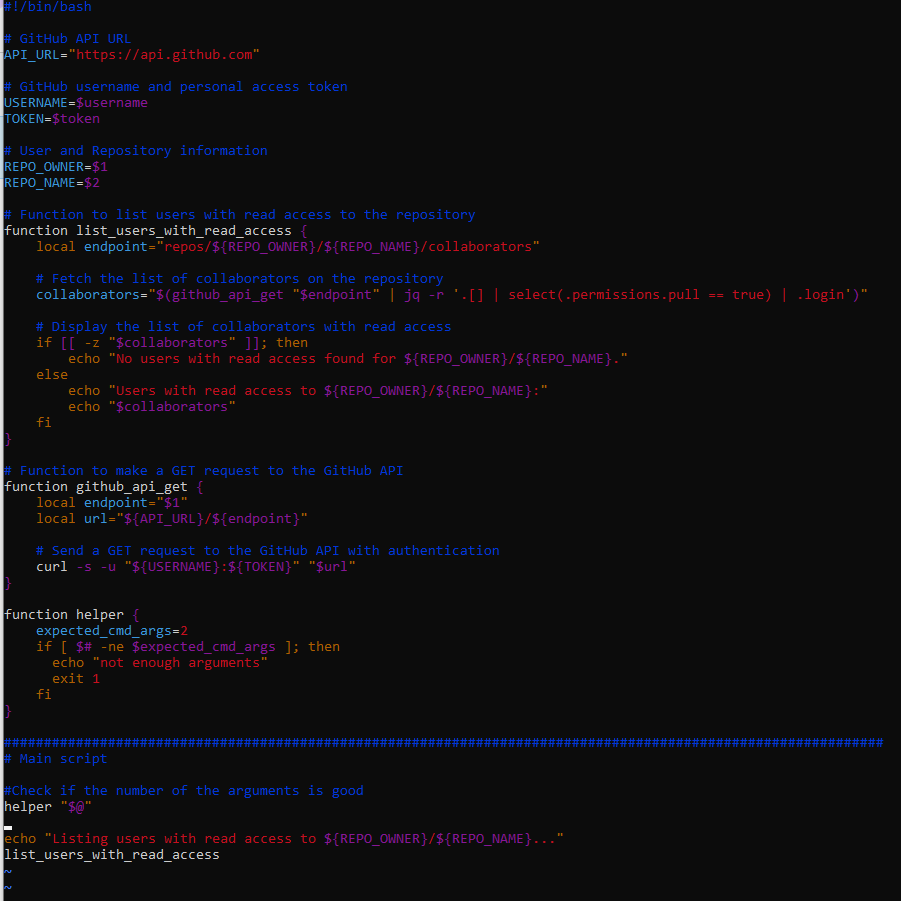 #!/bin/bash
# GitHub API URL
API_URL="https://api.github.com"
# GitHub username and personal access token
USERNAME=$username
TOKEN=$token
# User and Repository information
REPO_OWNER=$1
REPO_NAME=$2
# Function to list users with read access to the repository
function list_users_with_read_access {
    local endpoint="repos/${REPO_OWNER}/${REPO_NAME}/collaborators"
    # Fetch the list of collaborators on the repository
    collaborators="$(github_api_get "$endpoint" | jq -r '.[] | select(.permissions.pull == true) | .login')"
    # Display the list of collaborators with read access
    if [[ -z "$collaborators" ]]; then
        echo "No users with read access found for ${REPO_OWNER}/${REPO_NAME}."
    else
        echo "Users with read access to ${REPO_OWNER}/${REPO_NAME}:"
        echo "$collaborators"
    fi
}
# Function to make a GET request to the GitHub API
function github_api_get {
    local endpoint="$1"
    local url="${API_URL}/${endpoint}"
    # Send a GET request to the GitHub API with authentication
    curl -s -u "${USERNAME}:${TOKEN}" "$url"
}
function helper {
    expected_cmd_args=2
    if [ $# -ne $expected_cmd_args ]; then
      echo "not enough arguments"
      exit 1
    fi
}
##############################################################################################################
# Main script
#Check if the number of the arguments is good
helper "$@"
echo "Listing users with read access to ${REPO_OWNER}/${REPO_NAME}..."
list_users_with_read_access
~
~